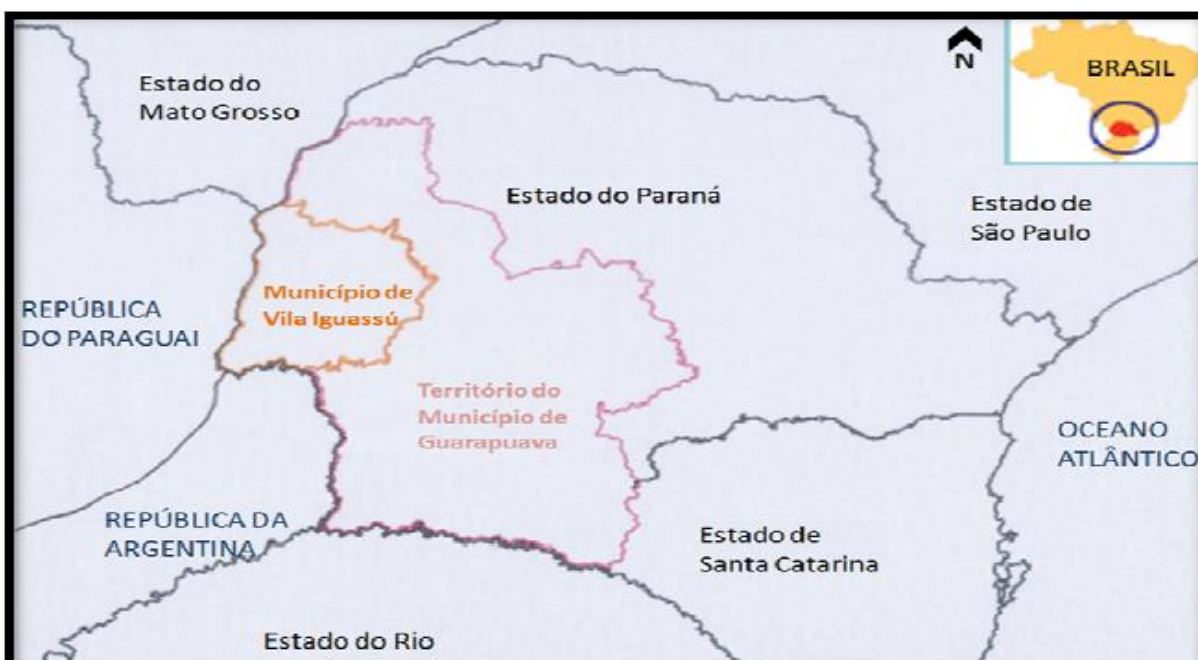 Estado do
Mato Grosso
N
BRASIL
Estado do Paraná
Estado de
São Paulo
Município de
Vila Iguassú
REPÚBLICA
DO PARAGUAI
Território do
Município de
Guarapuava
OCEANO
ATLÂNTICO
REPÚBLICA DA
ARGENTINA
Estado de
Santa Catarina
Estado do Rio